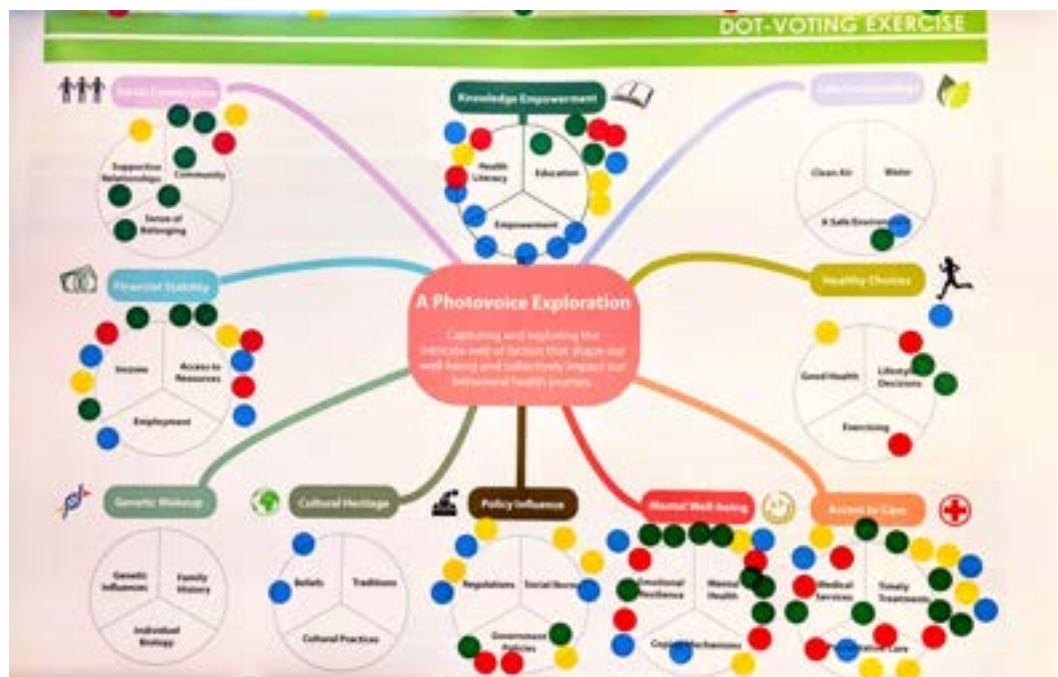 DOT-VOTING EXERCISE
Social Connections
Knowledge Empowerment
Supportive
Relationships
Community
Sense of
Belonging
Health
Literacy
Education
Empowerment
Clean Air
Water
A Safe Environment
Financial Stability
A Photovoice Exploration
Capturing and exploring the
intricate web of factors that shape our
well-being and collectively impact our
behavioral health journey
Healthy Choices
Income
Access to
Resources
Employment
Good Health
Lifestyle
Decisions
Exercising
Genetic Makeup
Cultural Heritage
Policy Influence
Mental Well-being
Access to Care
Genetic
Influences
Family
History
Individual
Biology
Beliefs
Traditions
Cultural Practices
Regulations
Social Norms
Government
Policies
Emotional
Resilience
Mental
Health
Coping Mechanisms
Medical
Services
Timely
Treatments
Care